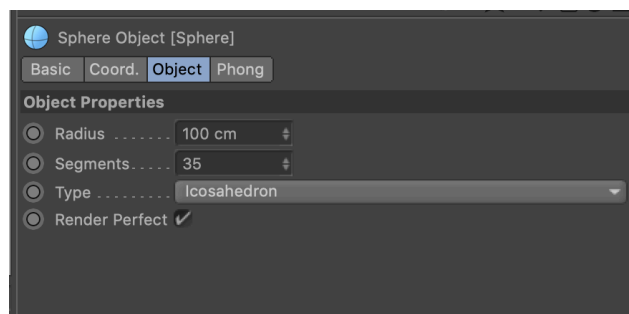 Sphere Object [Sphere]
Basic Coord. Object Phong
Object Properties
Radius ....... 100 cm
Segments..... 35
Type ......... Icosahedron
Render Perfect